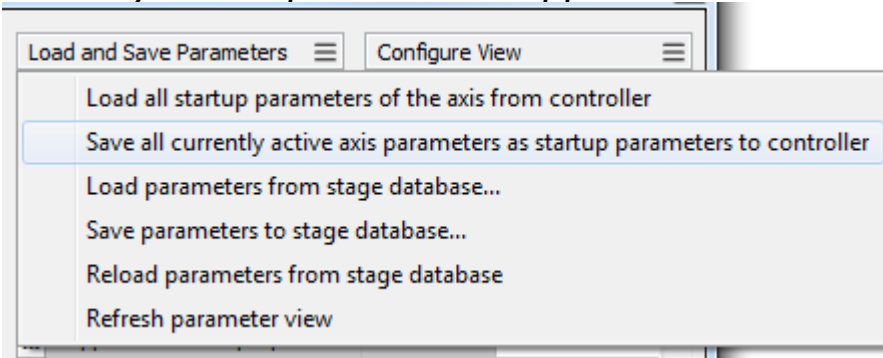 Load and Save Parameters
Configure View
Load all startup parameters of the axis from controller
Save all currently active axis parameters as startup parameters to controller
Load parameters from stage database...
Save parameters to stage database...
Reload parameters from stage database
Refresh parameter view